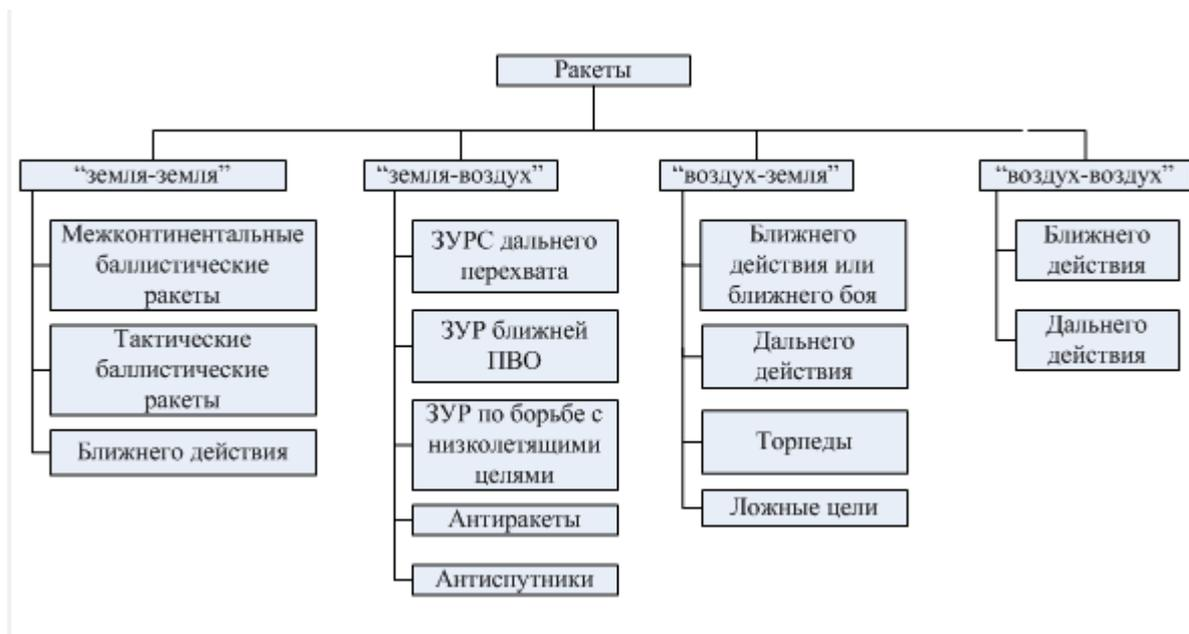 Ракеты
“земля-земля”
Межконтинентальные
баллистические
ракеты
Тактические
баллистические
ракеты
Ближнего действия
“земля-воздух”
ЗУРС дальнего
перехвата
ЗУР ближней
ПВО
ЗУР по борьбе с
низколетящими
целями
Антиракеты
Антиспутники
“воздух-земля”
Ближнего
действия или
ближнего боя
Дальнего
действия
Торпеды
Ложные цели
“воздух-воздух”
Ближнего
действия
Дальнего
действия